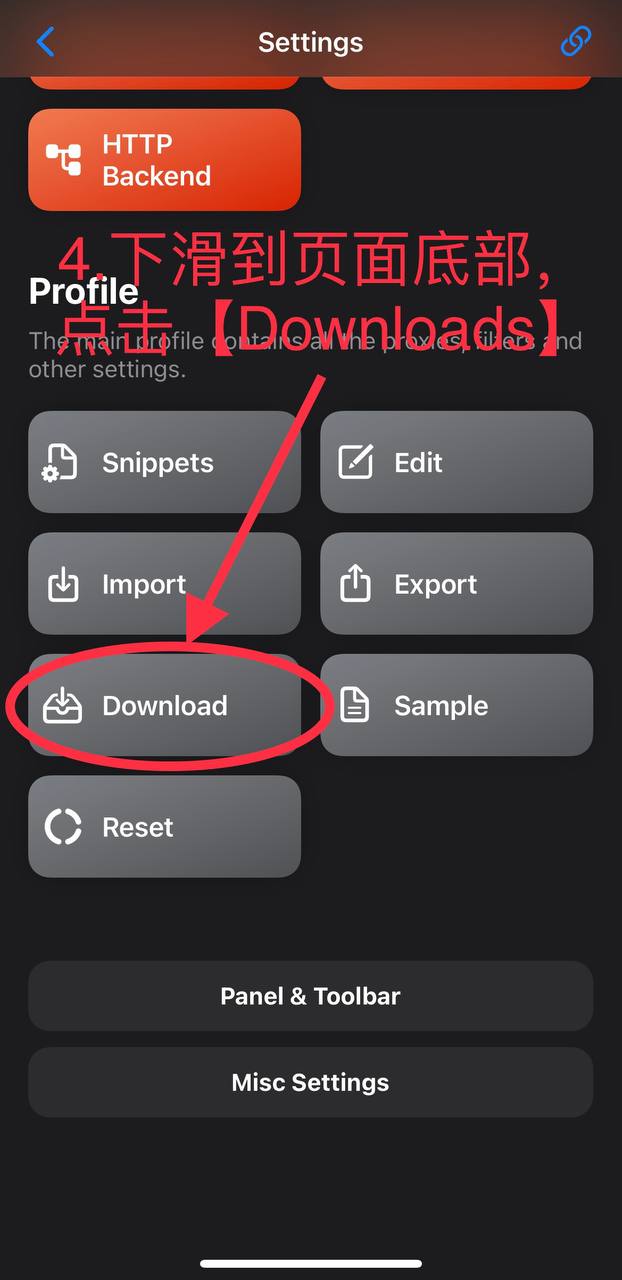 Settings
HTTP
Backend
4.下滑到页面底部，
Profile
点击【Downloads】
The main profile contains all the proxies, filters and
other settings.
Snippets
Edit
Import
Export
Download
Sample
Reset
Panel & Toolbar
Misc Settings